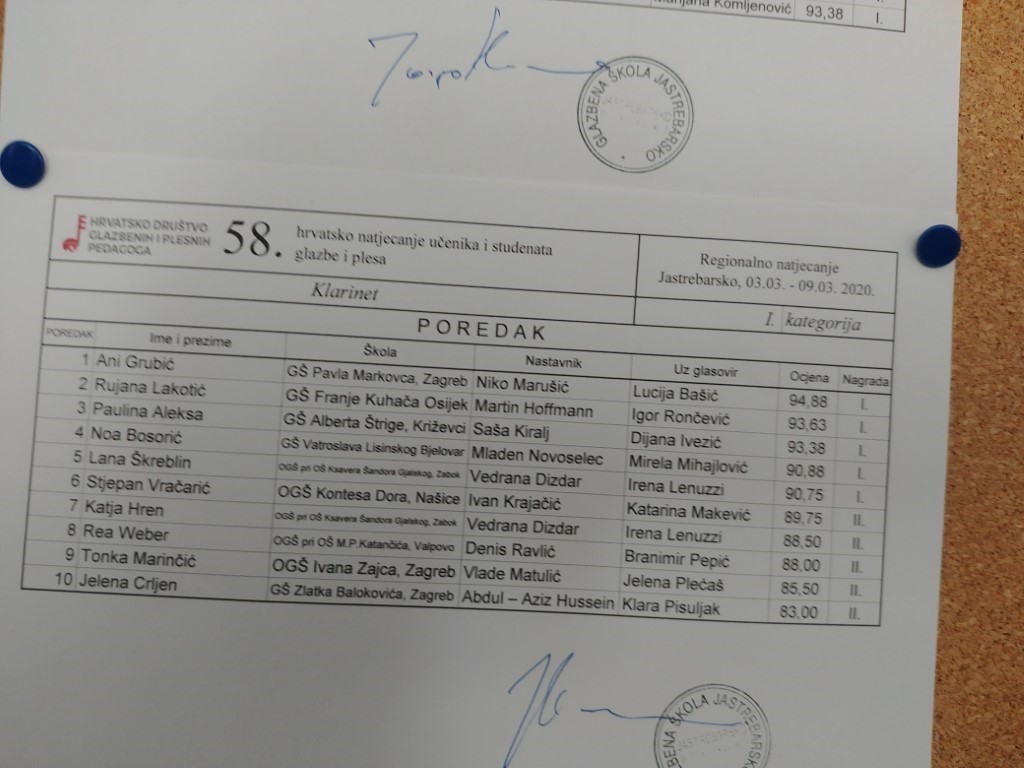 Marijana Komljenović 93,38 I.
GLAZBENA ŠKOLA JASTREBARSKO
HRVATSKO DRUŠTVO
GLAZBENIH I PLESNIH
PEDAGOGA
58. hrvatsko natjecanje učenika i studenata
glazbe i plesa
Regionalno natjecanje
Jastrebarsko, 03.03. - 09.03. 2020.
Klarinet
I. kategorija
POREDAK
POREDAK Ime i prezime Škola Nastavnik Uz glasovir Ocjena Nagrada
1 Ani Grubić GŠ Pavla Markovca, Zagreb Niko Marušić Lucija Bašić 94,88 I.
2 Rujana Lakotić GŠ Franje Kuhača Osijek Martin Hoffmann Igor Rončević 93,63 I.
3 Paulina Aleksa GŠ Alberta Štrige, Križevci Saša Kiralj Dijana Ivezić 93,38 I.
4 Noa Bosorić GŠ Vatroslava Lisinskog Bjelovar Mladen Novoselec Mirela Mihajlović 90,88 I.
5 Lana Škreblin OGŠ pri OŠ Ksavera Šandora Gjalskog, Zabok Vedrana Dizdar Irena Lenuzzi 90,75 I.
6 Stjepan Vračarić OGŠ Kontesa Dora, Našice Ivan Krajačić Katarina Makević 89,75 II.
7 Katja Hren OGŠ pri OŠ Ksavera Šandora Gjalskog, Zabok Vedrana Dizdar Irena Lenuzzi 88,50 II.
8 Rea Weber OGŠ pri OŠ M.P.Katančića, Valpovo Denis Ravlić Branimir Pepić 88,00 II.
9 Tonka Marinčić OGŠ Ivana Zajca, Zagreb Vlade Matulić Jelena Plećaš 85,50 II.
10 Jelena Crljen GŠ Zlatka Balokovića, Zagreb Abdul – Aziz Hussein Klara Pisuljak 83,00 II.
ŠKOLA JASTREBARSKO